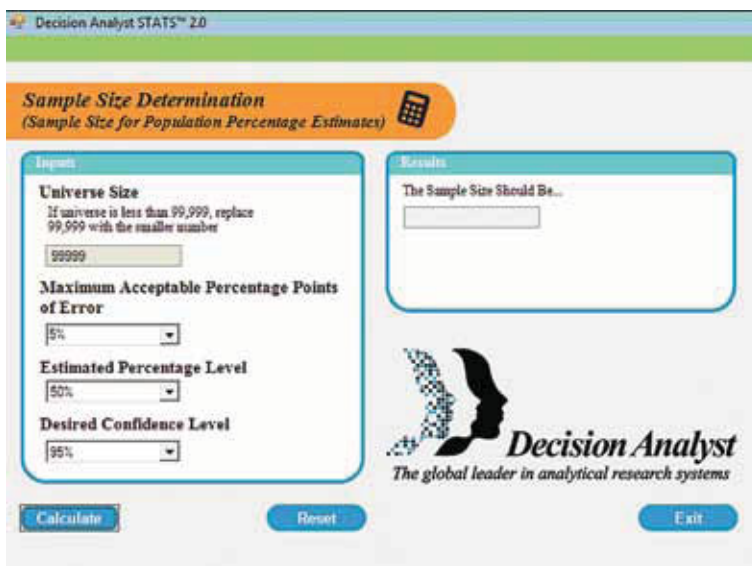 Decision Analyst STATS™ 2.0
Sample Size Determination
(Sample Size for Population Percentage Estimates)
Inputs
Universe Size
If universe is less than 99,999, replace
99,999 with the smaller number
99999
Maximum Acceptable Percentage Points
of Error
5%
Estimated Percentage Level
50%
Desired Confidence Level
95%
Results
The Sample Size Should Be...
Decision Analyst
The global leader in analytical research systems
Calculate
Reset
Exit